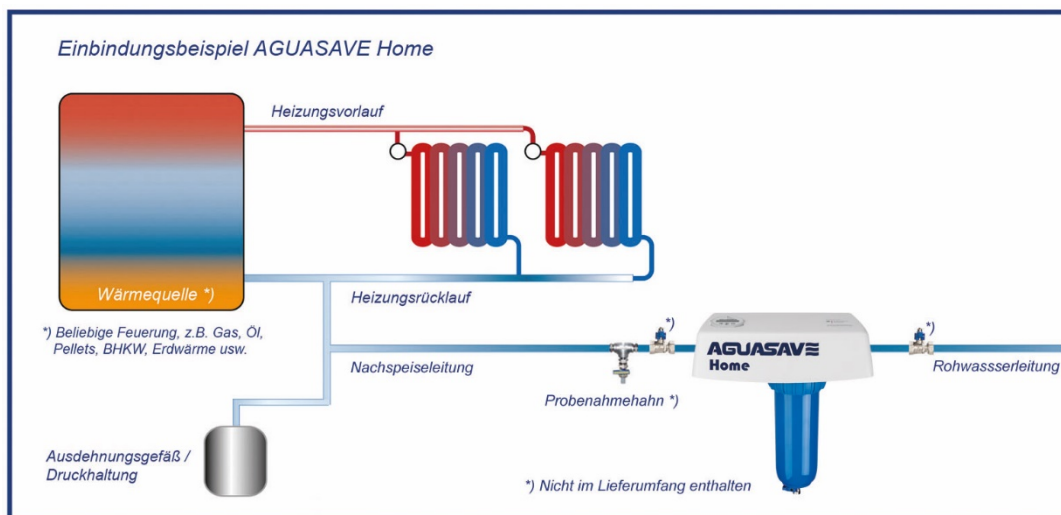 Einbindungsbeispiel AGUASAVE Home
Heizungsvorlauf
Wärmequelle *)
Heizungsrücklauf
*) Beliebige Feuerung, z.B. Gas, Öl,
Pellets, BHKW, Erdwärme usw.
*)
*)
AGUASAVE
Home
Nachspeiseleitung
Rohwassserleitung
Probenahmehahn *)
Ausdehnungsgefäß /
Druckhaltung
*) Nicht im Lieferumfang enthalten